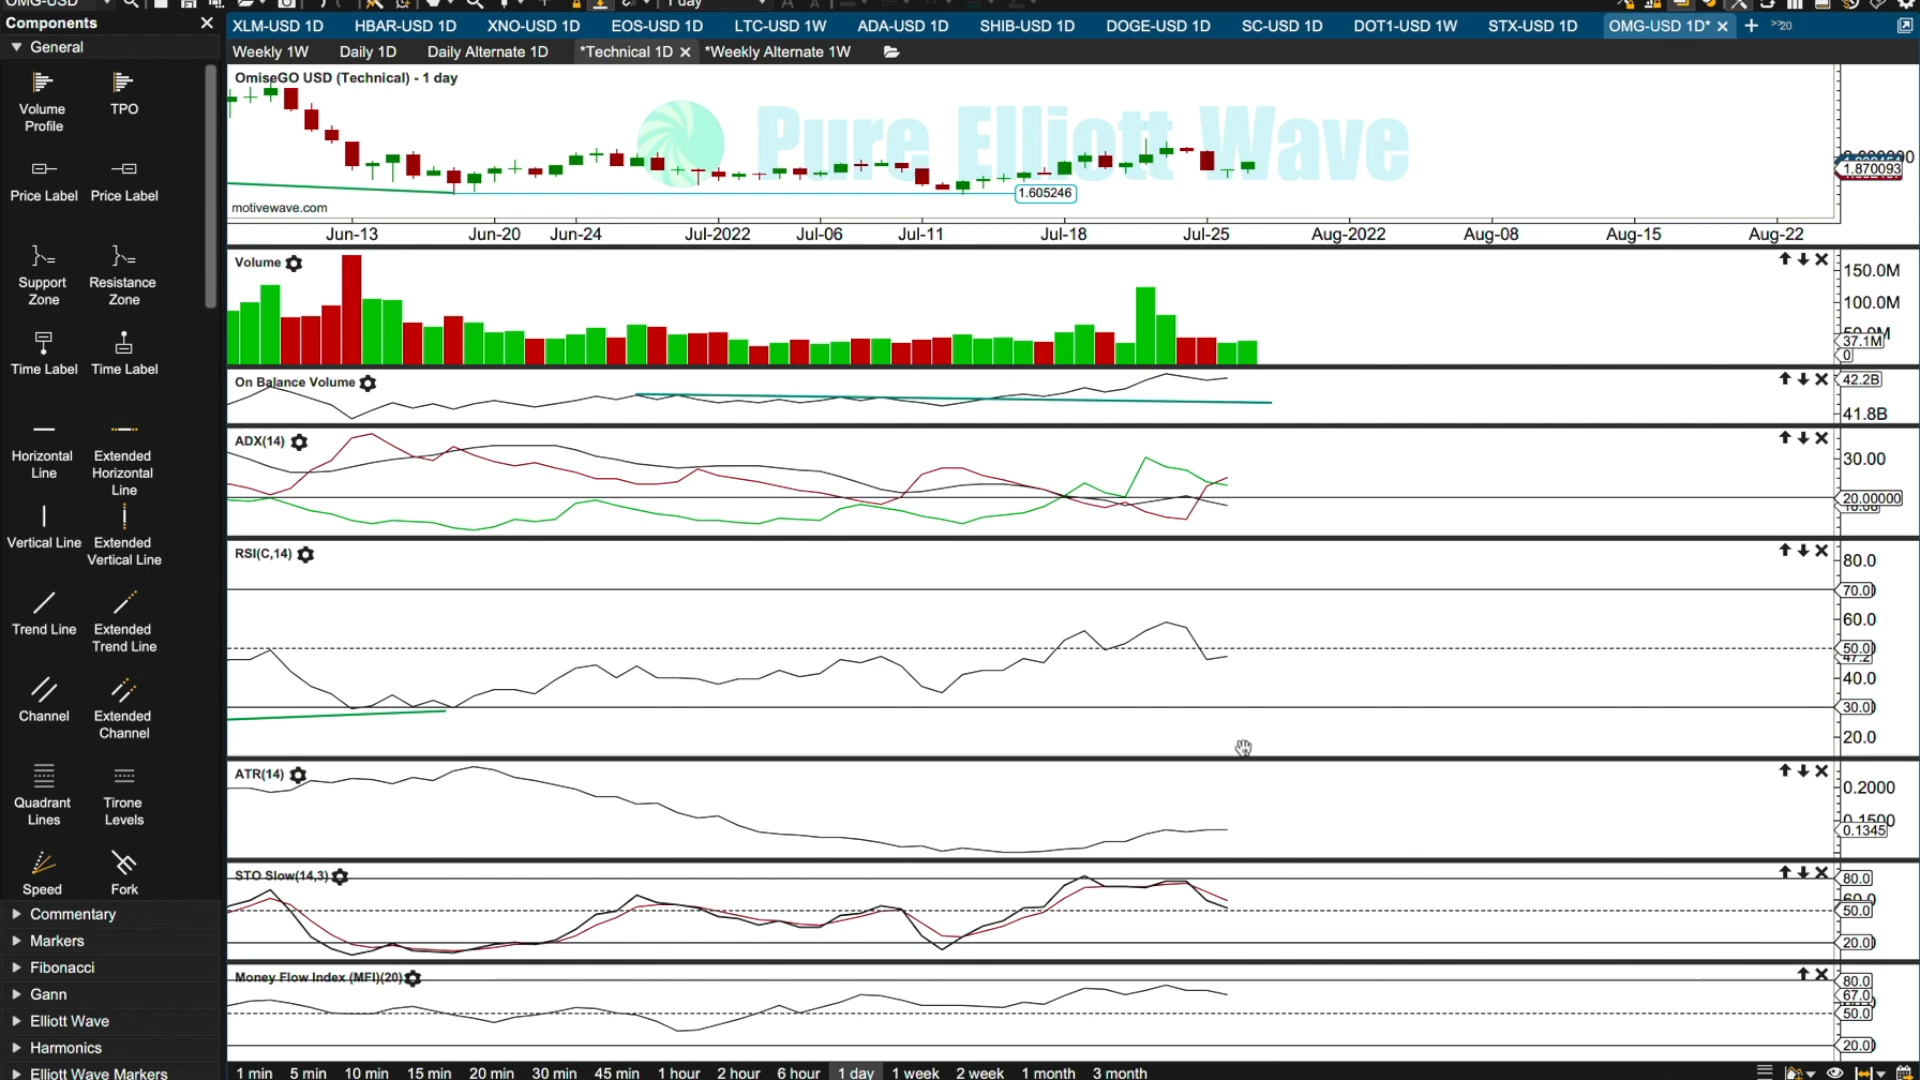 OMG-USD
1 day
Components
General
Volume Profile
TPO
Price Label
Price Label
Support Zone
Resistance Zone
Time Label
Time Label
Horizontal Line
Extended Horizontal Line
Vertical Line
Extended Vertical Line
Trend Line
Extended Trend Line
Channel
Extended Channel
Quadrant Lines
Tirone Levels
Speed
Fork
Commentary
Markers
Fibonacci
Gann
Elliott Wave
Harmonics
Elliott Wave Markers
XLM-USD 1D HBAR-USD 1D XNO-USD 1D EOS-USD 1D LTC-USD 1W ADA-USD 1D SHIB-USD 1D DOGE-USD 1D SC-USD 1D DOT1-USD 1W STX-USD 1D OMG-USD 1D* 20
Weekly 1W Daily 1D Daily Alternate 1D *Technical 1D *Weekly Alternate 1W
OmiseGO USD (Technical) - 1 day
Pure Elliott Wave
1.870093
1.605246
motivewave.com
Jun-13 Jun-20 Jun-24 Jul-2022 Jul-06 Jul-11 Jul-18 Jul-25 Aug-2022 Aug-08 Aug-15 Aug-22
Volume
150.0M
100.0M
37.1M
0
On Balance Volume
42.2B
41.8B
ADX(14)
30.00
20.00000
RSI(C,14)
80.0
70.0
60.0
50.0
47.2
40.0
30.0
20.0
ATR(14)
0.2000
0.1500
0.1345
STO Slow(14,3)
80.0
60.0
50.0
20.0
Money Flow Index (MFI)(20)
80.0
67.0
50.0
20.0
1 min 5 min 10 min 15 min 20 min 30 min 45 min 1 hour 2 hour 6 hour 1 day 1 week 2 week 1 month 3 month